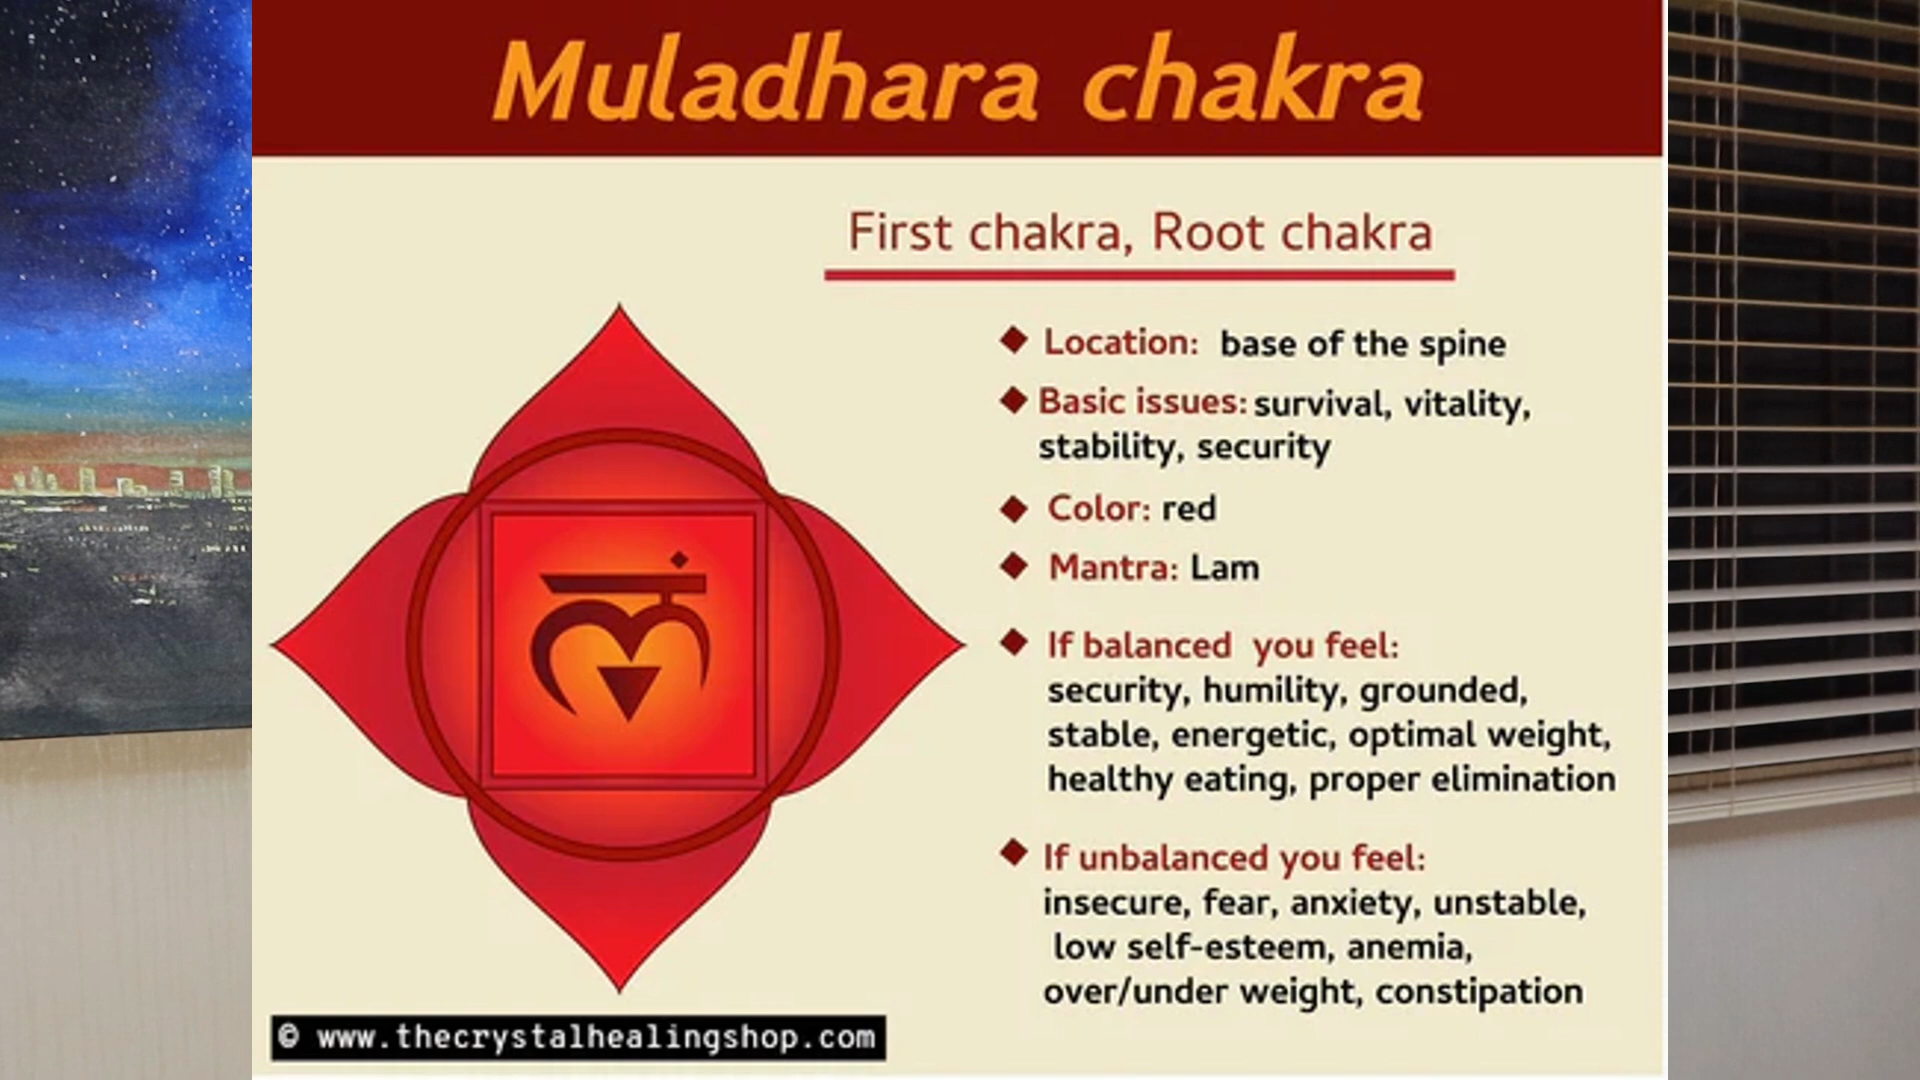 Muladhara chakra
First chakra, Root chakra
Location: base of the spine
Basic issues: survival, vitality,
stability, security
Color: red
Mantra: Lam
लं
If balanced you feel:
security, humility, grounded,
stable, energetic, optimal weight,
healthy eating, proper elimination
If unbalanced you feel:
insecure, fear, anxiety, unstable,
low self-esteem, anemia,
over/under weight, constipation
© www.thecrystalhealingshop.com